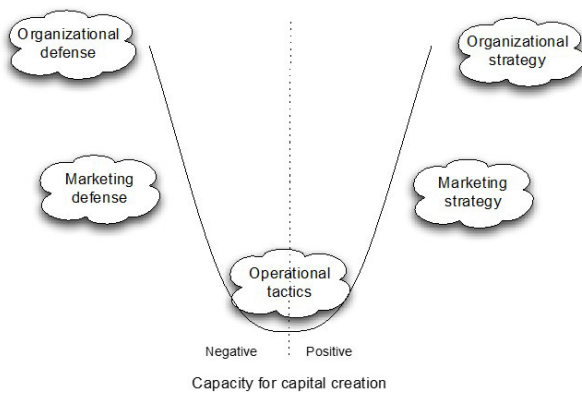 Organizational
defense
Organizational
strategy
Marketing
defense
Marketing
strategy
Operational
tactics
Negative
Positive
Capacity for capital creation